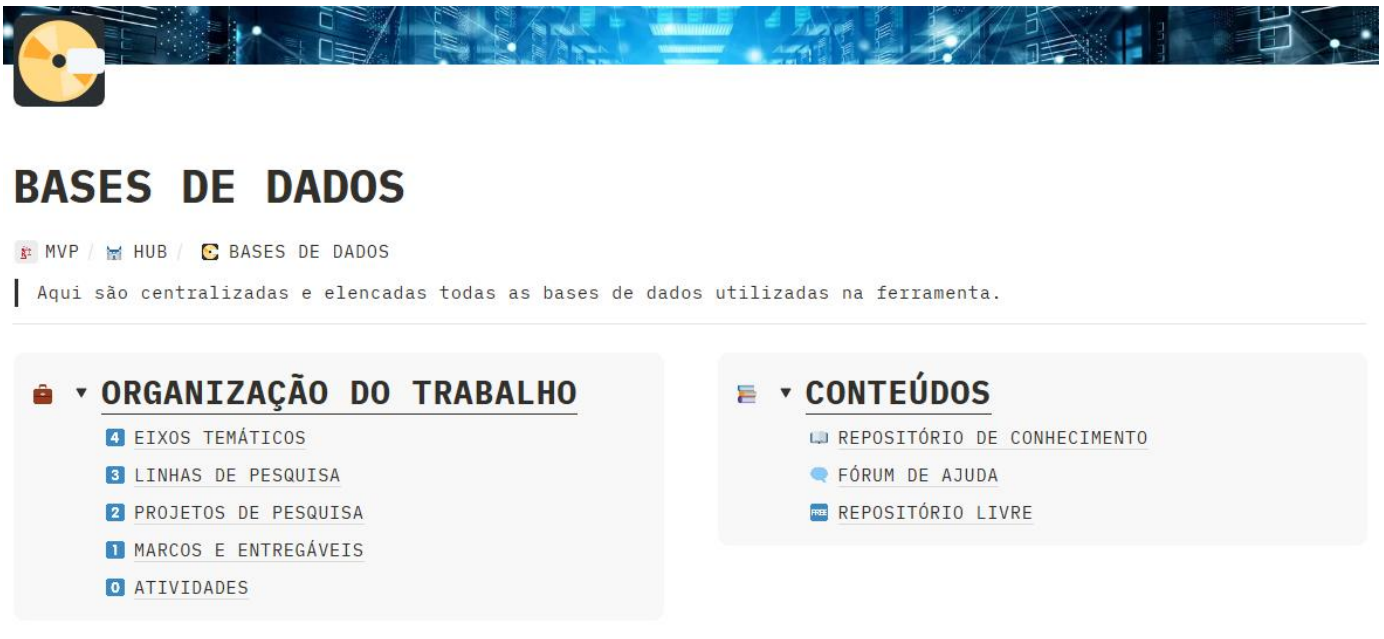 BASES DE DADOS
MVP / HUB / BASES DE DADOS
Aqui são centralizadas e elencadas todas as bases de dados utilizadas na ferramenta.
ORGANIZAÇÃO DO TRABALHO
4 EIXOS TEMÁTICOS
3 LINHAS DE PESQUISA
2 PROJETOS DE PESQUISA
1 MARCOS E ENTREGÁVEIS
0 ATIVIDADES
CONTEÚDOS
REPOSITÓRIO DE CONHECIMENTO
FÓRUM DE AJUDA
FREE REPOSITÓRIO LIVRE